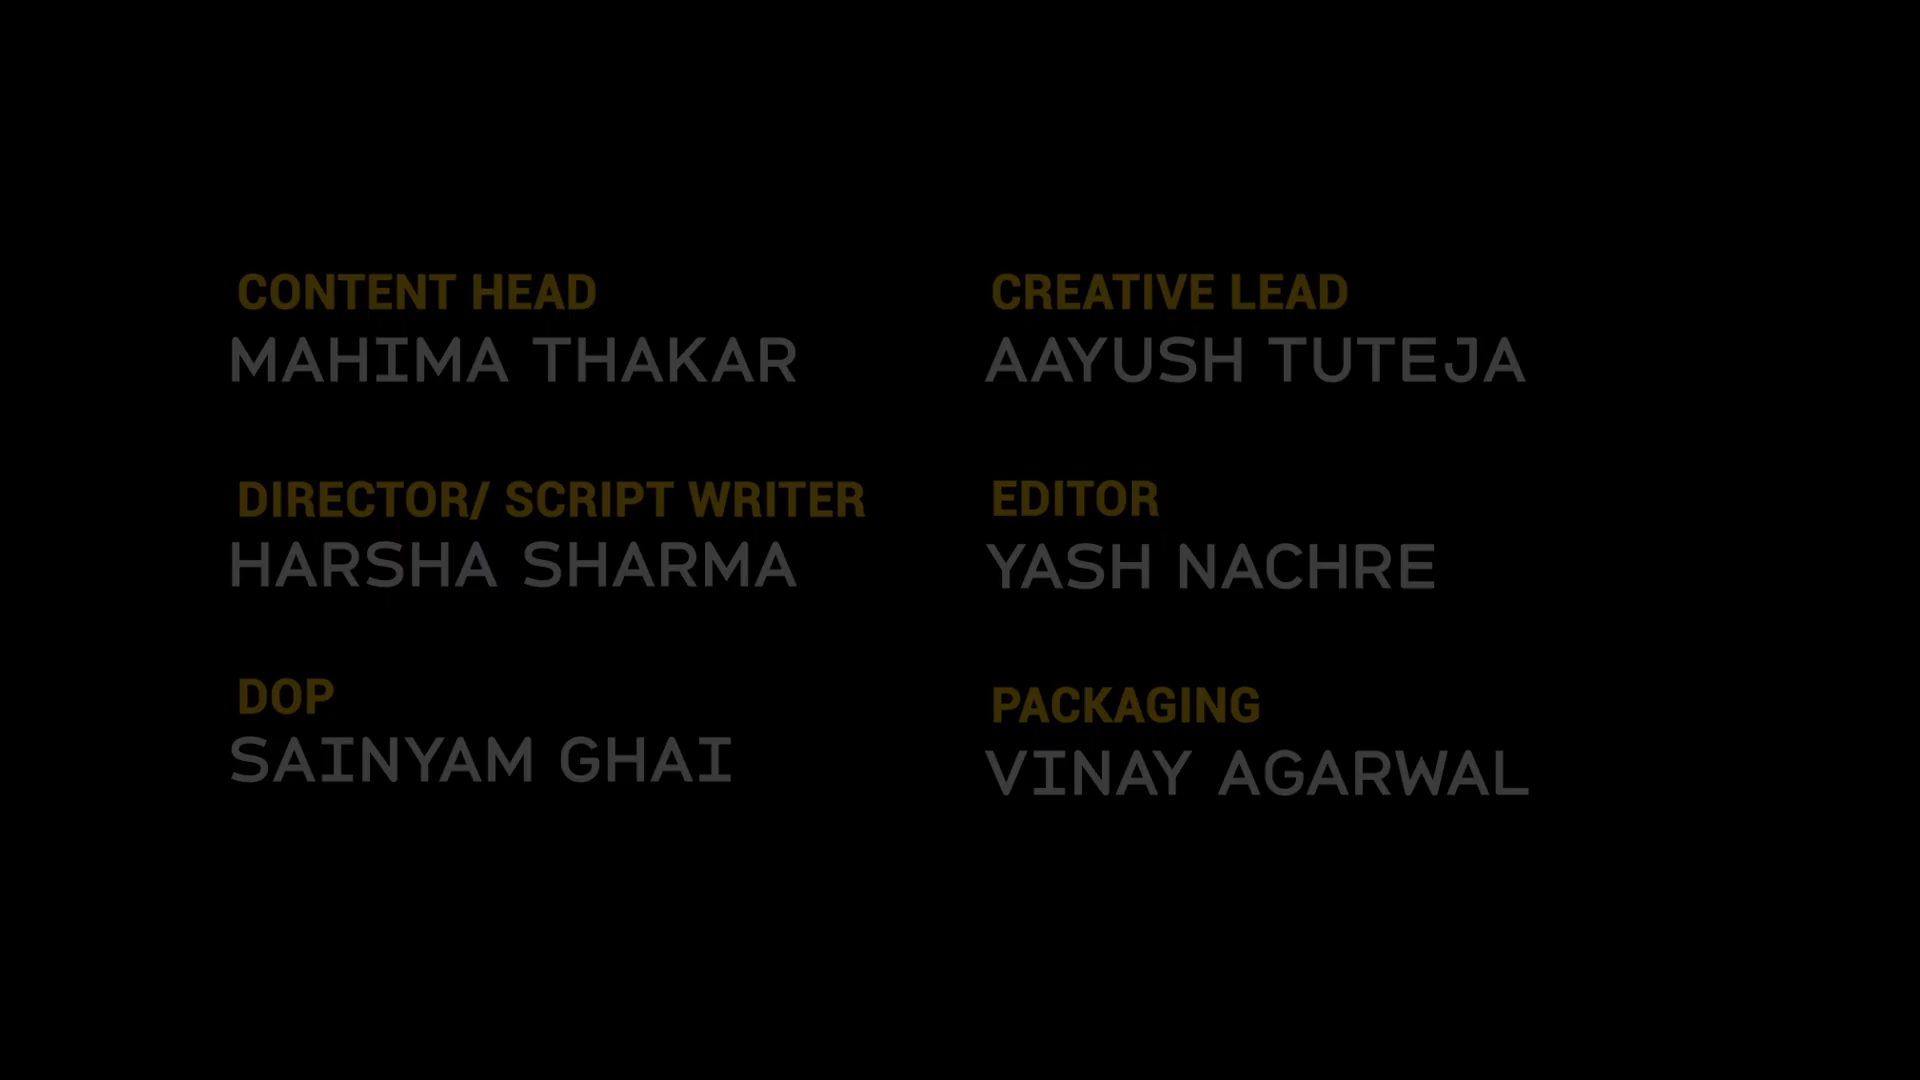 CONTENT HEAD
MAHIMA THAKAR
DIRECTOR/ SCRIPT WRITER
HARSHA SHARMA
DOP
SAINYAM GHAI
CREATIVE LEAD
AAYUSH TUTEJA
EDITOR
YASH NACHRE
PACKAGING
VINAY AGARWAL